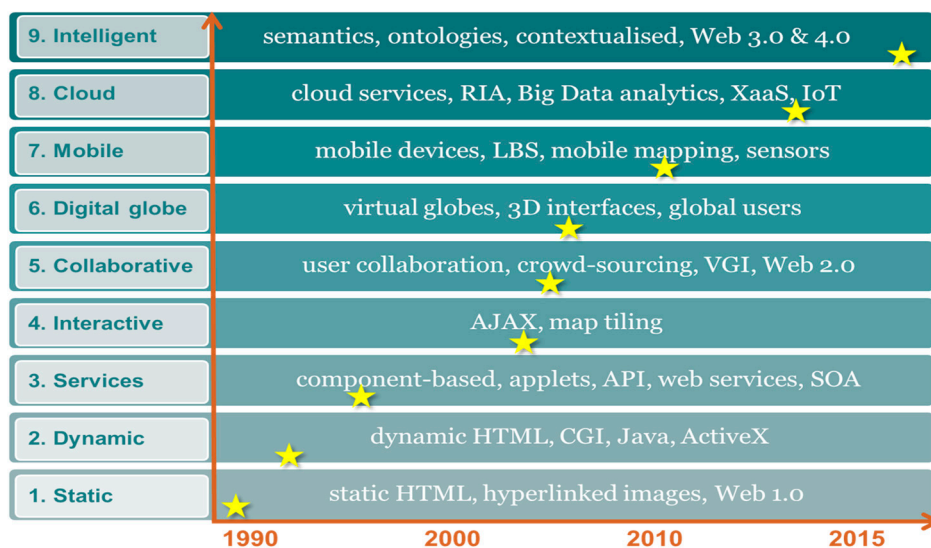 9. Intelligent semantics, ontologies, contextualised, Web 3.0 & 4.0
8. Cloud cloud services, RIA, Big Data analytics, XaaS, IoT
7. Mobile mobile devices, LBS, mobile mapping, sensors
6. Digital globe virtual globes, 3D interfaces, global users
5. Collaborative user collaboration, crowd-sourcing, VGI, Web 2.0
4. Interactive AJAX, map tiling
3. Services component-based, applets, API, web services, SOA
2. Dynamic dynamic HTML, CGI, Java, ActiveX
1. Static static HTML, hyperlinked images, Web 1.0
1990 2000 2010 2015